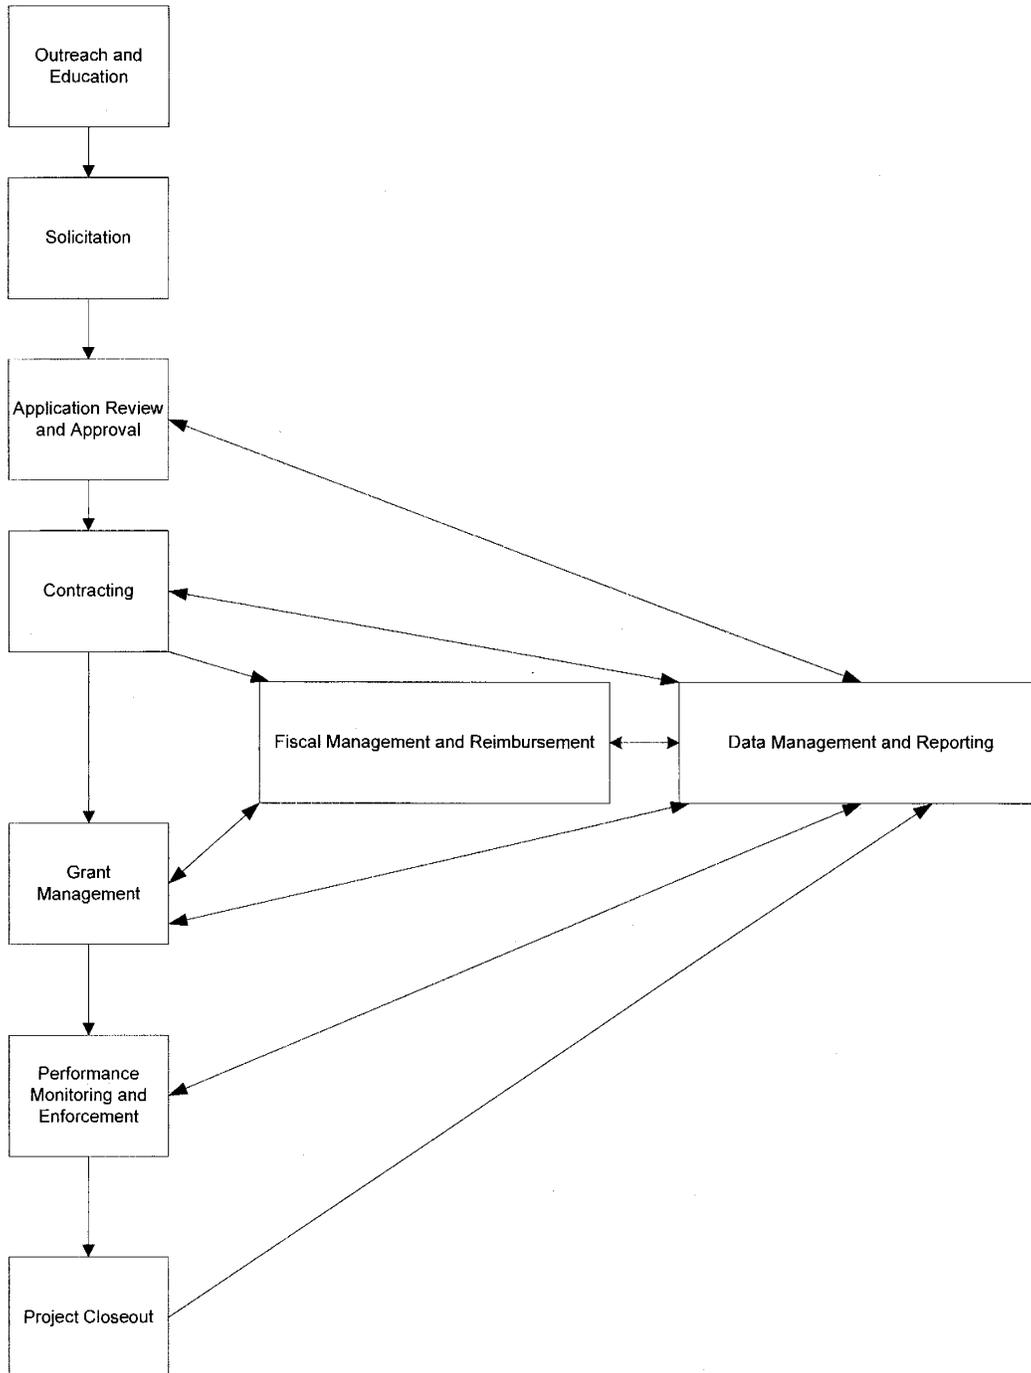 Outreach and
Education
Solicitation
Application Review
and Approval
Contracting
Fiscal Management and Reimbursement
Data Management and Reporting
Grant
Management
Performance
Monitoring and
Enforcement
Project Closeout